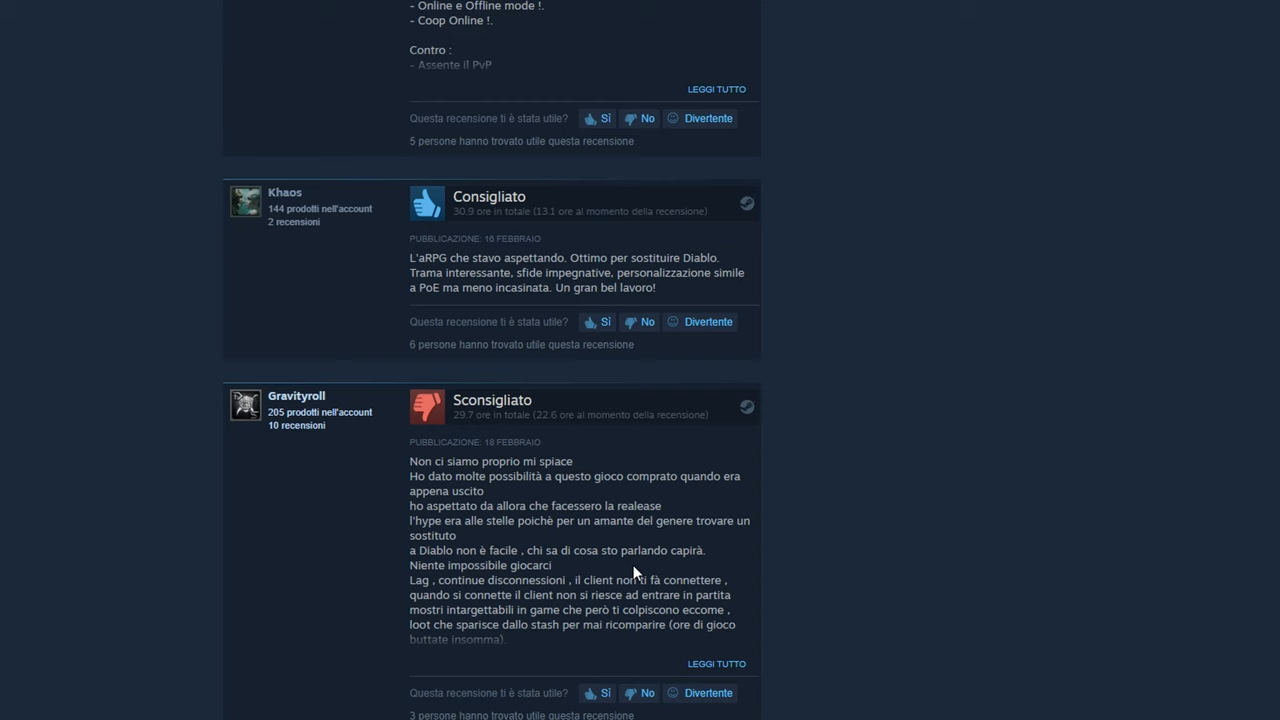 - Online e Offline mode !.
- Coop Online !.
Contro :
- Assente il PvP
LEGGI TUTTO
Questa recensione ti è stata utile? Sì No Divertente
5 persone hanno trovato utile questa recensione
Khaos
144 prodotti nell'account
2 recensioni
Consigliato
30.9 ore in totale (13.1 ore al momento della recensione)
PUBBLICAZIONE: 16 FEBBRAIO
L'aRPG che stavo aspettando. Ottimo per sostituire Diablo.
Trama interessante, sfide impegnative, personalizzazione simile
a PoE ma meno incasinata. Un gran bel lavoro!
Questa recensione ti è stata utile? Sì No Divertente
6 persone hanno trovato utile questa recensione
Gravityroll
205 prodotti nell'account
10 recensioni
Sconsigliato
29.7 ore in totale (22.6 ore al momento della recensione)
PUBBLICAZIONE: 18 FEBBRAIO
Non ci siamo proprio mi spiace
Ho dato molte possibilità a questo gioco comprato quando era
appena uscito
ho aspettato da allora che facessero la realease
l'hype era alle stelle poichè per un amante del genere trovare un
sostituto
a Diablo non è facile , chi sa di cosa sto parlando capirà.
Niente impossibile giocarci
Lag , continue disconnessioni , il client non ti fà connettere ,
quando si connette il client non si riesce ad entrare in partita
mostri intargettabili in game che però ti colpiscono eccome ,
loot che sparisce dallo stash per mai ricomparire (ore di gioco
buttate insomma).
LEGGI TUTTO
Questa recensione ti è stata utile? Sì No Divertente
3 persone hanno trovato utile questa recensione